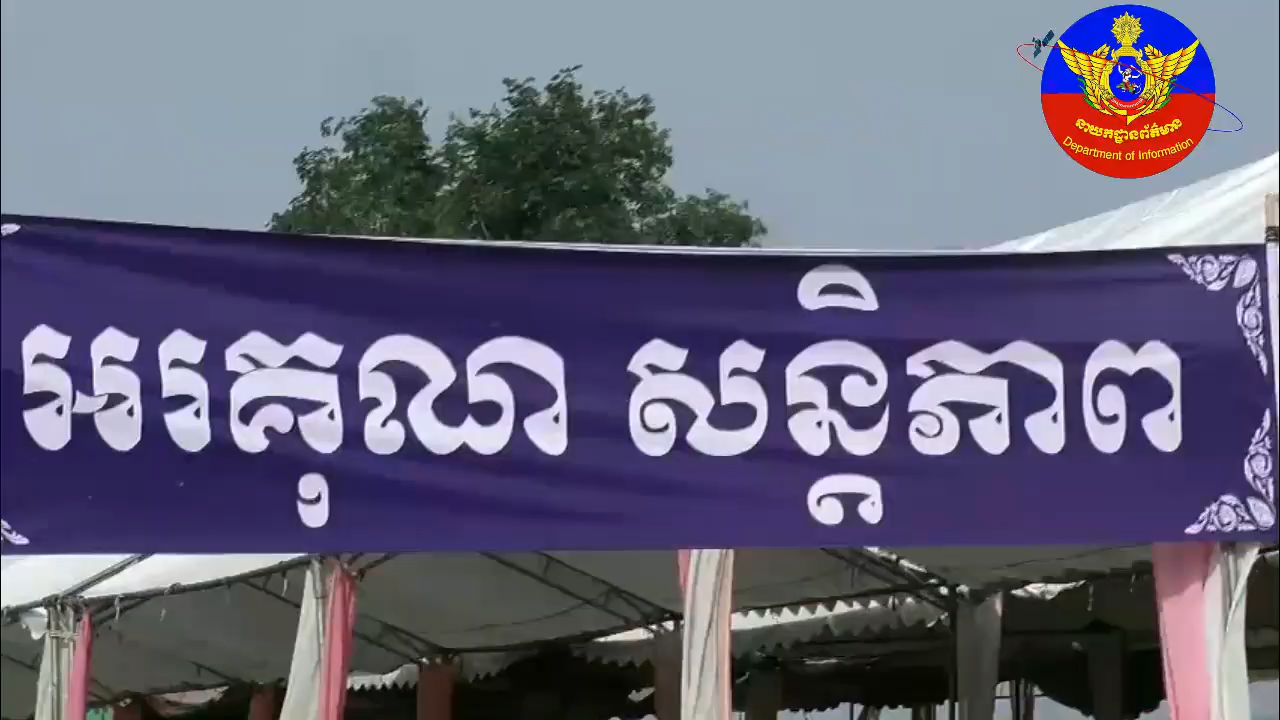 នាយកដ្ឋានព័ត៌មាន
Department of Information
អរគុណ សន្តិភាព